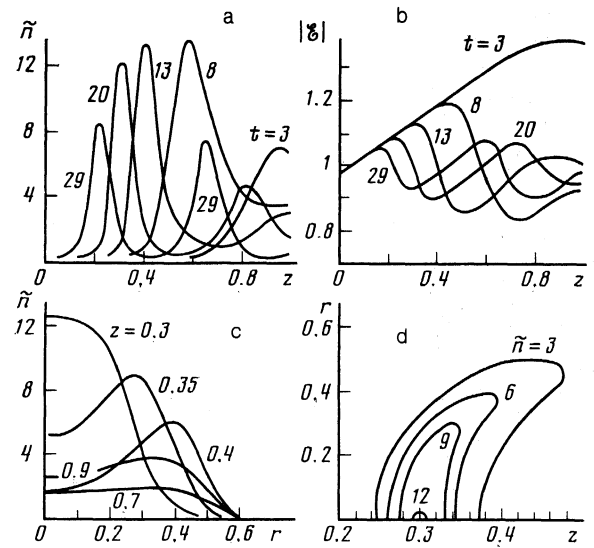 ñ a
12
8
4
0 0,4 0.8 z
29 20 13 8 29 t=3
|ℰ| b
1.2
1
0.8
0 0.4 0.8 z
t=3
8
13
20
29
ñ c
12
8
4
0 0.2 0.4 0,6 r
z=0.3
0,35
0.4
0.9
0.7
r d
0.6
0,4
0.2
0.2 0.3 0.4 z
ñ=3
6
9
12